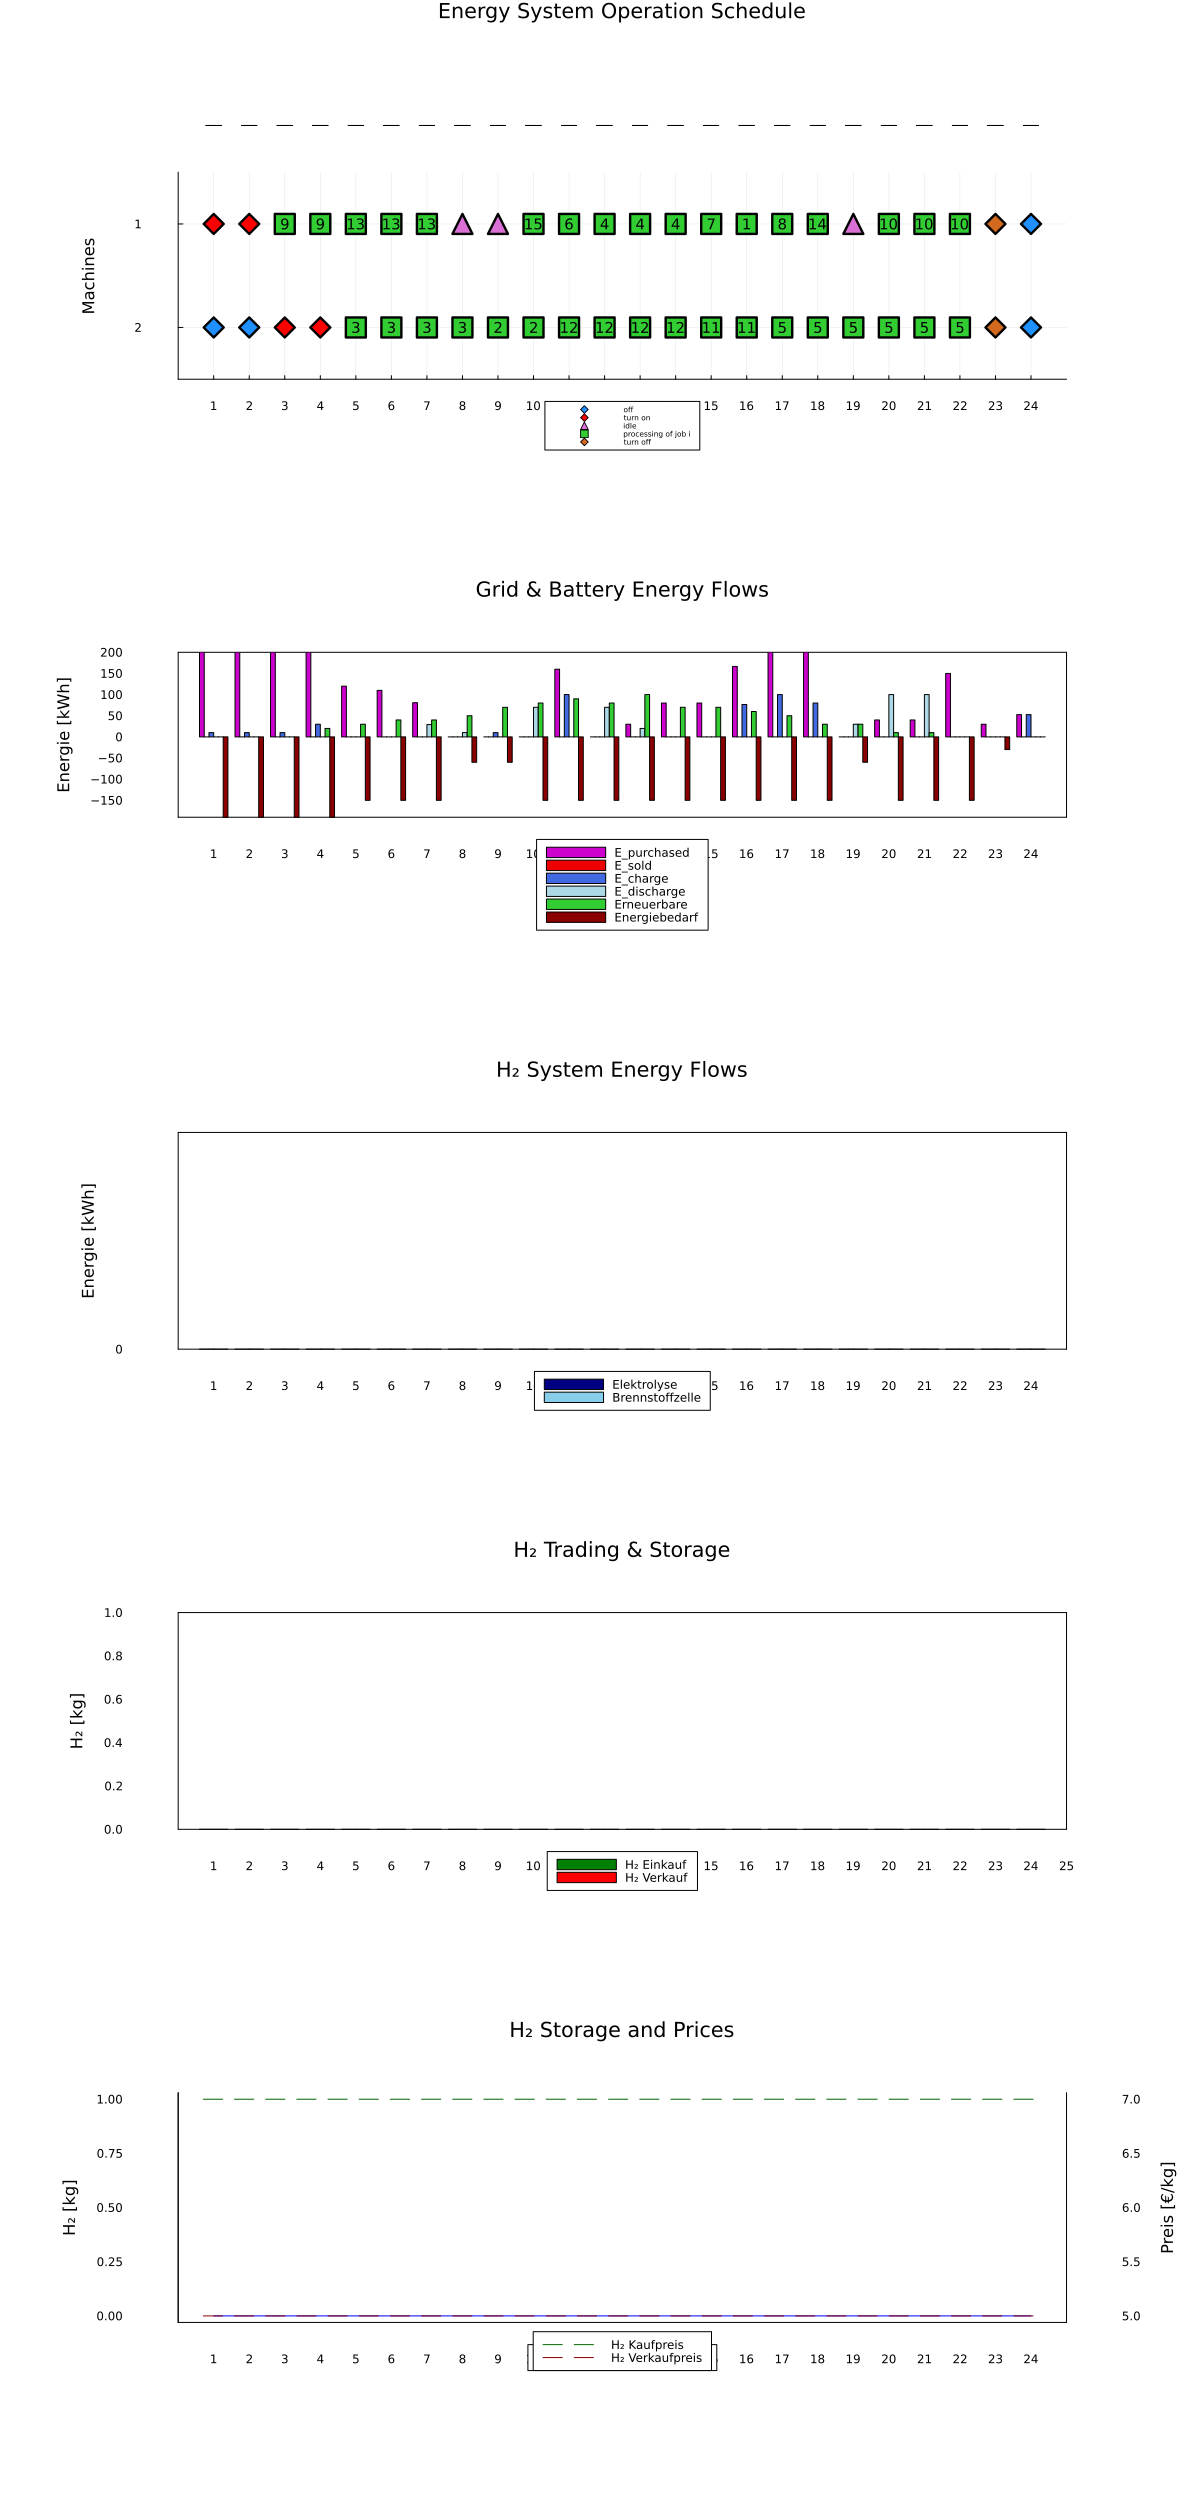 Energy System Operation Schedule
Machines
1
9 9 13 13 13 15 6 4 4 4 7 1 8 14 10 10 10
2
3 3 3 3 2 2 12 12 12 12 11 11 5 5 5 5 5 5
1 2 3 4 5 6 7 8 9 10 15 16 17 18 19 20 21 22 23 24
off
turn on
idle
processing of job i
turn off
Grid & Battery Energy Flows
Energie [kWh]
200
150
100
50
0
−50
−100
−150
1 2 3 4 5 6 7 8 9 10 15 16 17 18 19 20 21 22 23 24
E_purchased
E_sold
E_charge
E_discharge
Erneuerbare
Energiebedarf
H₂ System Energy Flows
Energie [kWh]
0
1 2 3 4 5 6 7 8 9 1 5 16 17 18 19 20 21 22 23 24
Elektrolyse
Brennstoffzelle
H₂ Trading & Storage
H₂ [kg]
1.0
0.8
0.6
0.4
0.2
0.0
1 2 3 4 5 6 7 8 9 10 15 16 17 18 19 20 21 22 23 24 25
H₂ Einkauf
H₂ Verkauf
H₂ Storage and Prices
H₂ [kg]
1.00
0.75
0.50
0.25
0.00
7.0
6.5
6.0
5.5
5.0
Preis [€/kg]
1 2 3 4 5 6 7 8 9 16 17 18 19 20 21 22 23 24
H₂ Kaufpreis
H₂ Verkaufpreis